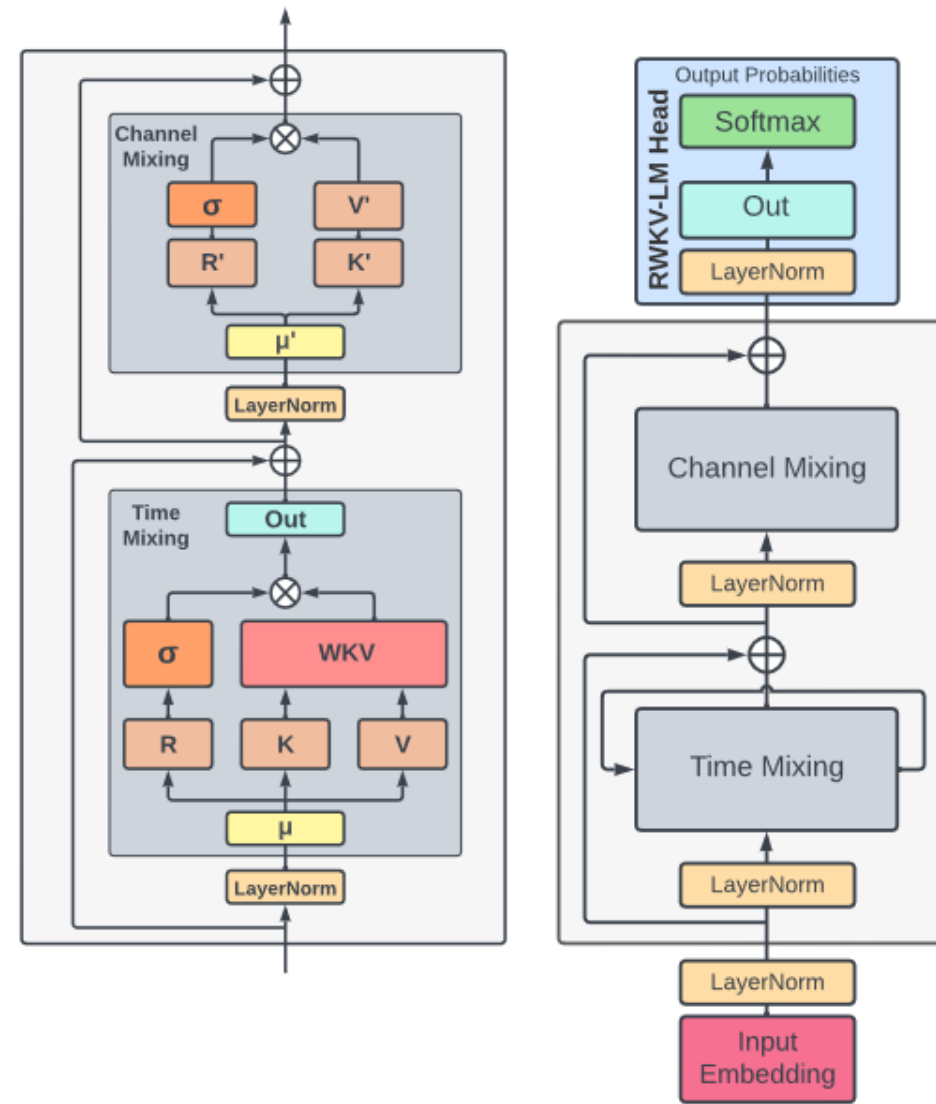 Channel
Mixing
σ
V'
R'
K'
μ'
LayerNorm
Time
Mixing
Out
σ
WKV
R
K
V
μ
LayerNorm
Output Probabilities
RWKV-LM Head
Softmax
Out
LayerNorm
Channel Mixing
LayerNorm
Time Mixing
LayerNorm
LayerNorm
Input
Embedding